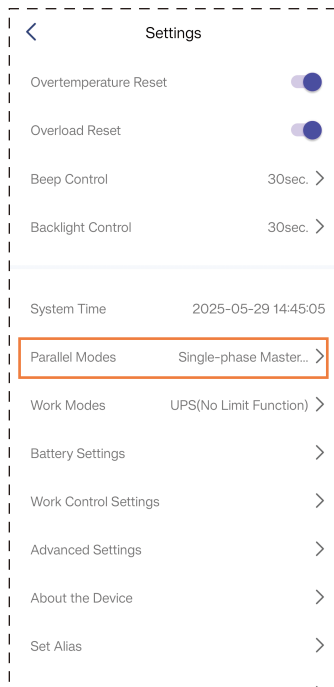 Settings
Overtemperature Reset
Overload Reset
Beep Control 30sec.
Backlight Control 30sec.
System Time 2025-05-29 14:45:05
Parallel Modes Single-phase Master...
Work Modes UPS(No Limit Function)
Battery Settings
Work Control Settings
Advanced Settings
About the Device
Set Alias